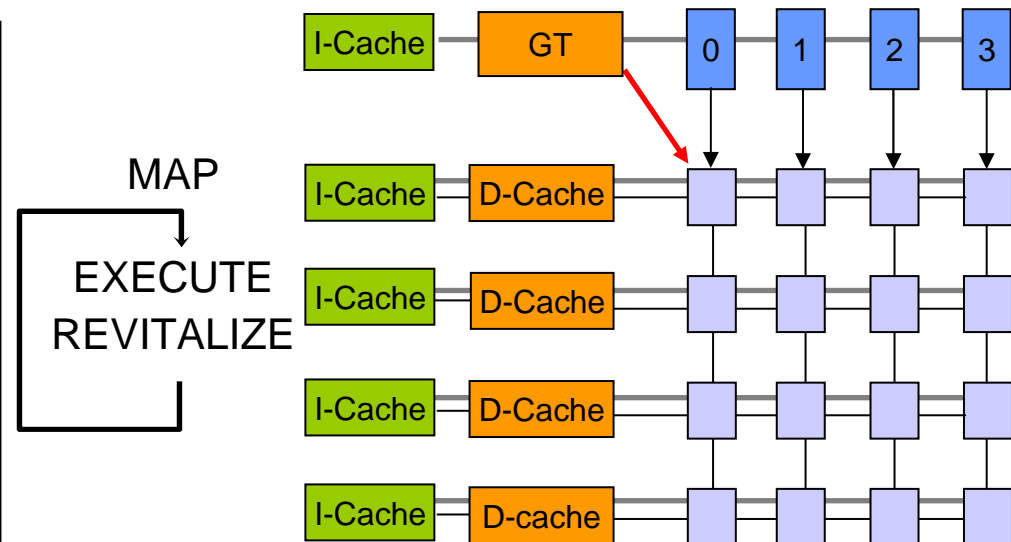 I-Cache GT 0 1 2 3
MAP
I-Cache D-Cache
EXECUTE
I-Cache D-Cache
REVITALIZE
I-Cache D-Cache
I-Cache D-cache